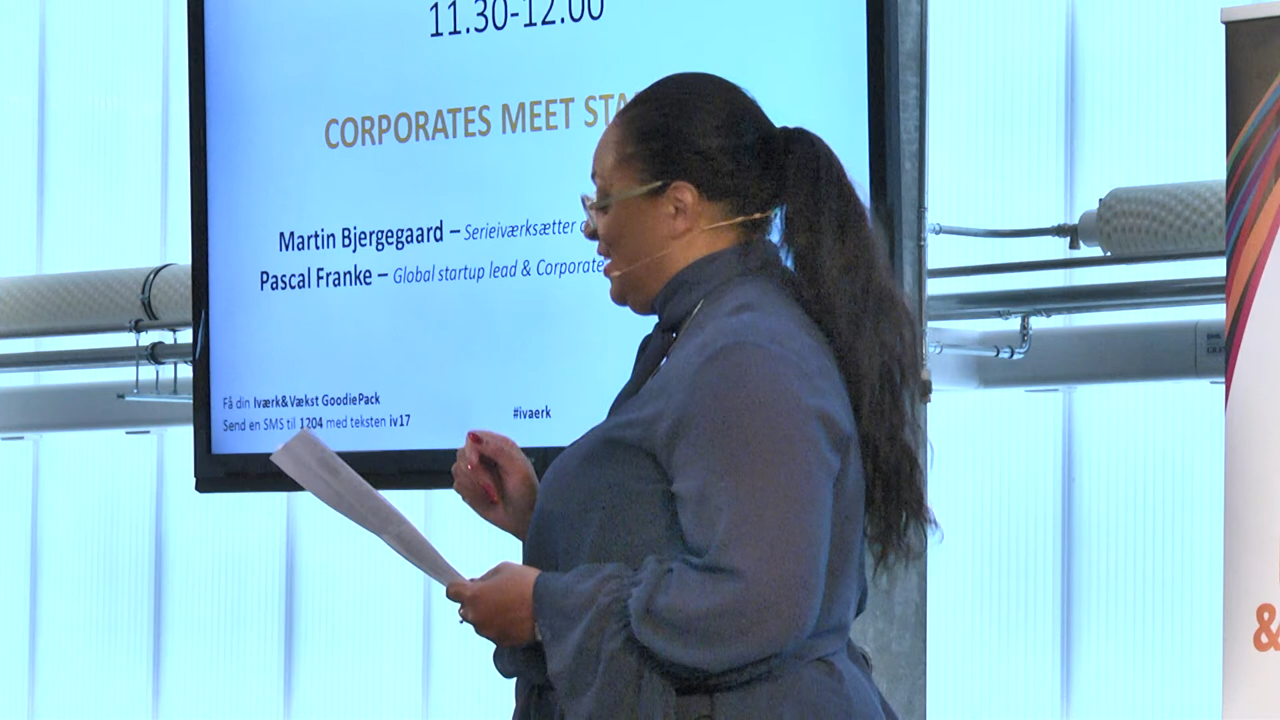 11.30-12.00
CORPORATES MEET STA
Martin Bjergegaard – Serieiværksætter
Pascal Franke – Global startup lead & Corporate
Få din Iværk&Vækst GoodiePack
Send en SMS til 1204 med teksten iv17
#ivaerk
&